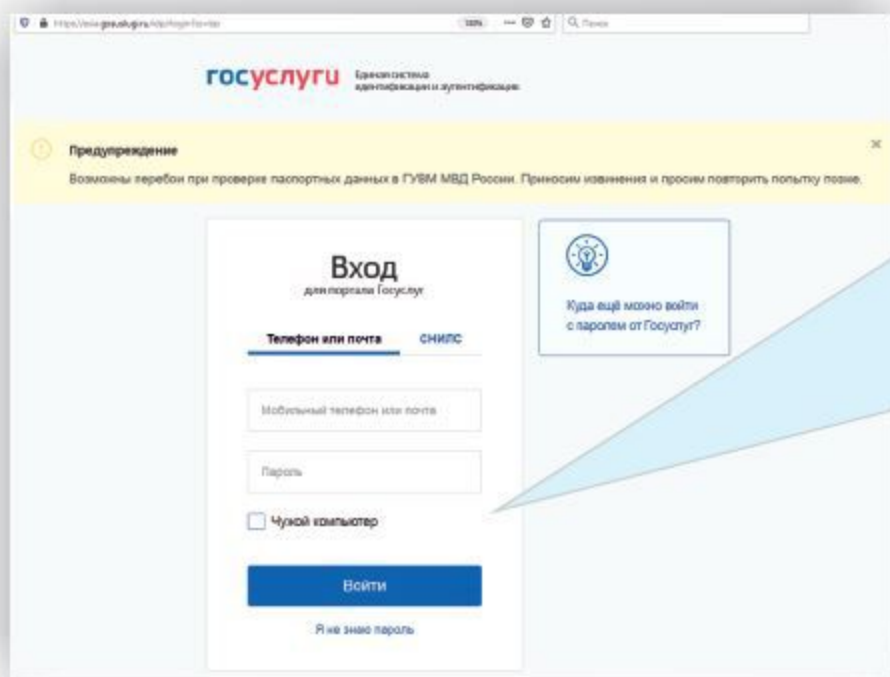 100%
Поиск
госуслуги
Единая система
идентификации и аутентификации
Предупреждение
Возможны перебои при проверке паспортных данных в ГУВМ МВД России. Приносим извинения и просим повторить попытку позже.
Вход
для портала Госуслуг
Телефон или почта СНИЛС
Мобильный телефон или почта
Пароль
Чужой компьютер
Войти
Я не знаю пароль
Куда ещё можно войти
с паролем от Госуслуг?